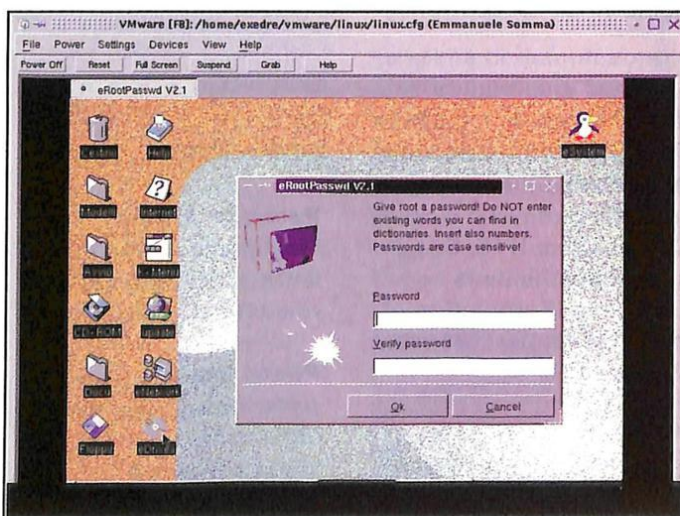 VMware [F8]: /home/exedre/vmware/linux/linux.cfg (Emmanuele Somma)
File Power Settings Devices View Help
Power Off Reset Full Screen Suspend Grab Help
eRootPasswd V2.1
Cestino Help eSystem
Modelli Internet
Avvio K-Menu
CD-ROM update
eNetwork
Floppy
eRootPasswd V2.1
Give root a password! Do NOT enter
existing words you can find in
dictionaries. Insert also numbers.
Passwords are case sensitive!
Password
Verify password
Ok Cancel